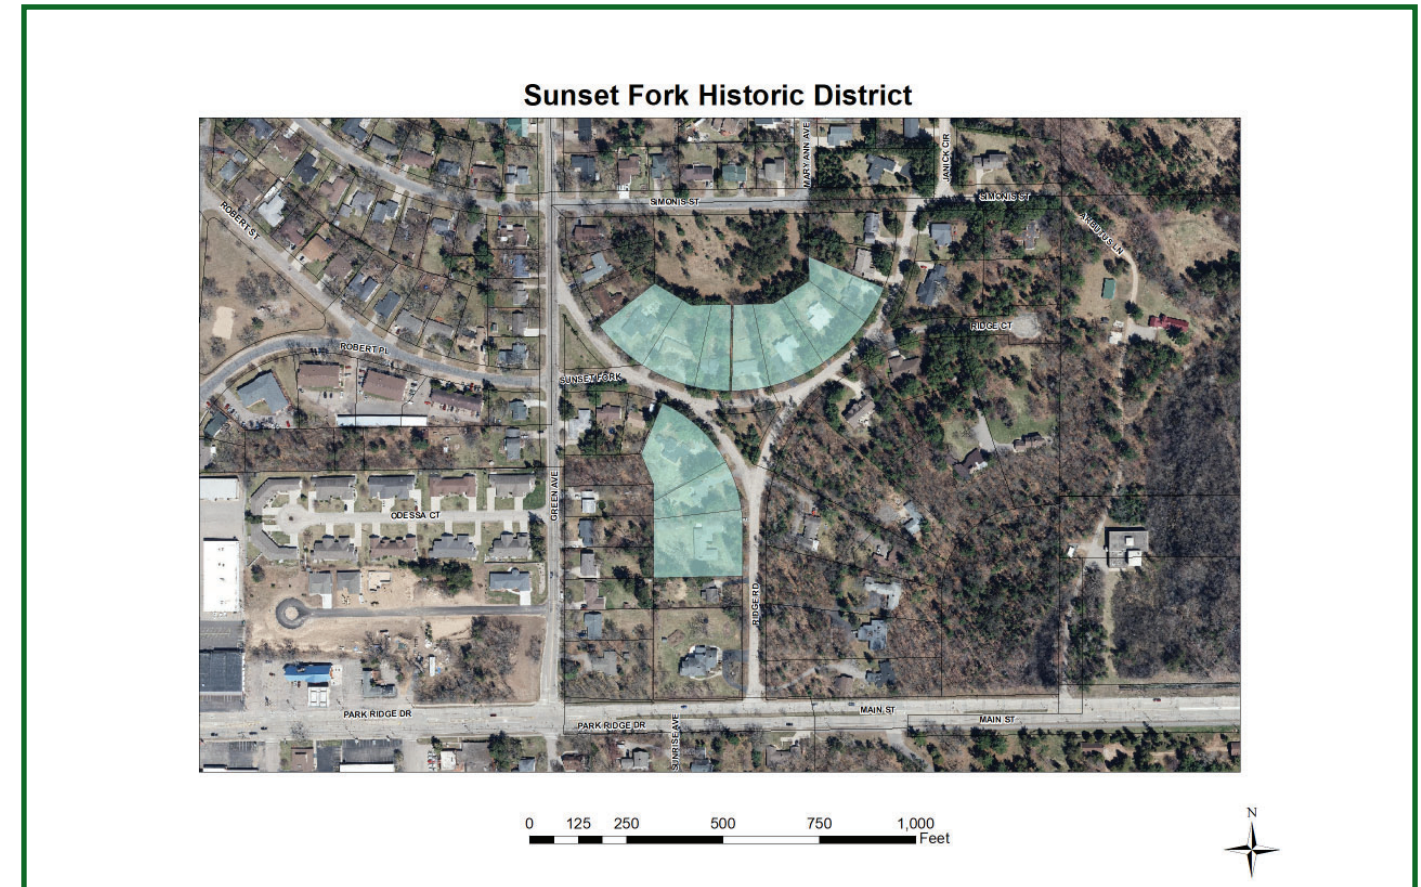 Sunset Fork Historic District
MARY ANN AVE
JANICK CIR
SIMONIS ST
SIMONIS ST
ROBERT ST
ARBUTUS LN
RIDGE CT
ROBERT PL
SUNSET FORK
GREEN AVE
ODESSA CT
RIDGE RD
PARK RIDGE DR
MAIN ST
MAIN ST
PARK RIDGE DR
SUNRISE AVE
0 125 250 500 750 1,000
Feet
N